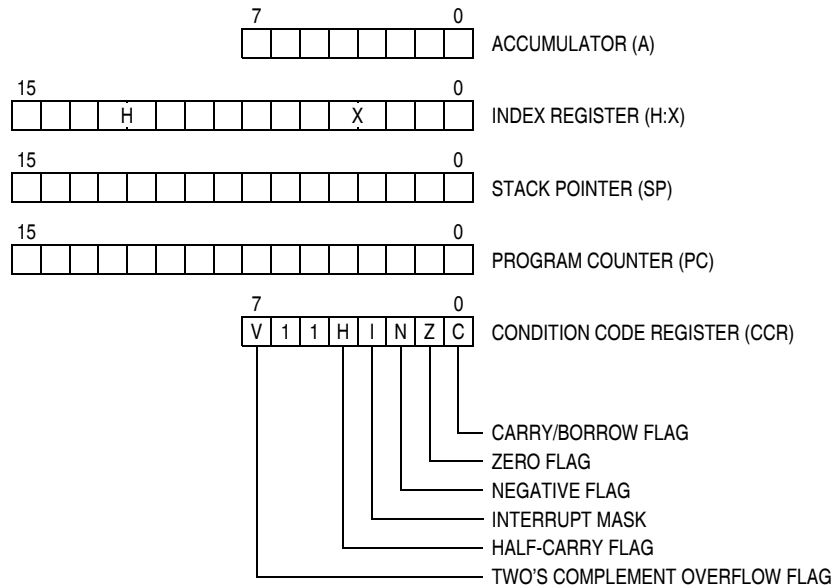 7 0
ACCUMULATOR (A)
15 0
H X INDEX REGISTER (H:X)
15 0
STACK POINTER (SP)
15 0
PROGRAM COUNTER (PC)
7 0
V 1 1 H I N Z C CONDITION CODE REGISTER (CCR)
CARRY/BORROW FLAG
ZERO FLAG
NEGATIVE FLAG
INTERRUPT MASK
HALF-CARRY FLAG
TWO'S COMPLEMENT OVERFLOW FLAG